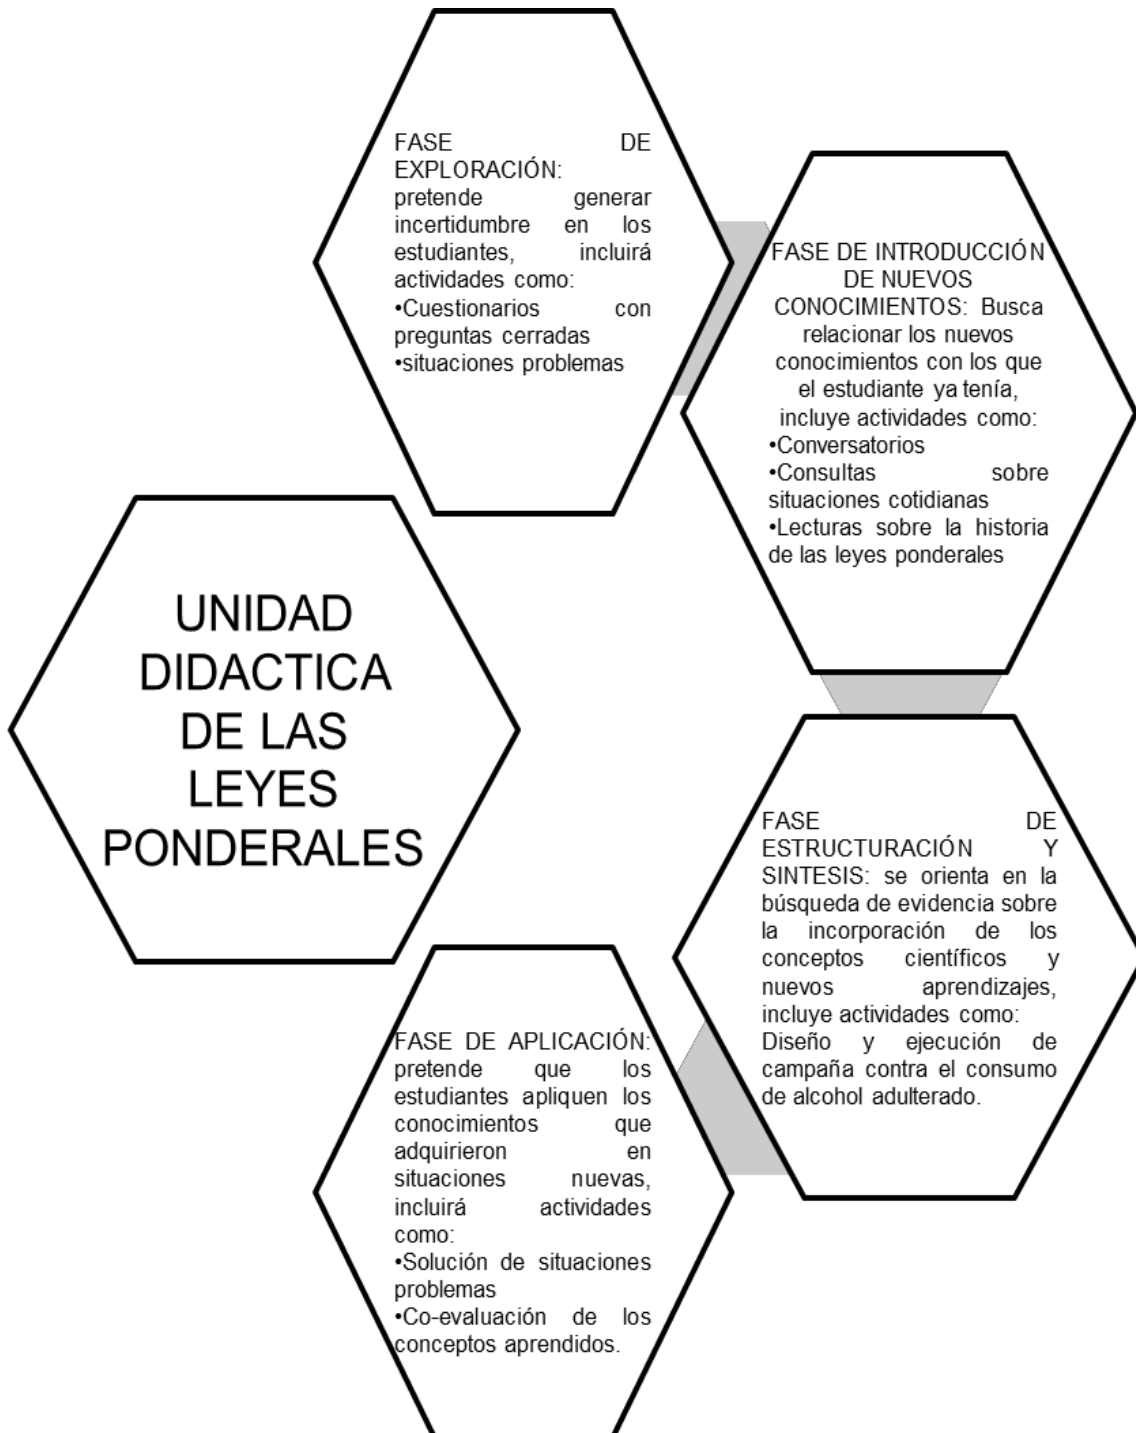 FASE DE
EXPLORACIÓN:
pretende generar
incertidumbre en los
estudiantes, incluirá
actividades como:
•Cuestionarios con
preguntas cerradas
•situaciones problemas
FASE DE INTRODUCCIÓN
DE NUEVOS
CONOCIMIENTOS: Busca
relacionar los nuevos
conocimientos con los que
el estudiante ya tenía,
incluye actividades como:
•Conversatorios
•Consultas sobre
situaciones cotidianas
•Lecturas sobre la historia
de las leyes ponderales
UNIDAD
DIDACTICA
DE LAS
LEYES
PONDERALES
FASE DE
ESTRUCTURACIÓN Y
SINTESIS: se orienta en la
búsqueda de evidencia sobre
la incorporación de los
conceptos científicos y
nuevos aprendizajes,
incluye actividades como:
Diseño y ejecución de
campaña contra el consumo
de alcohol adulterado.
FASE DE APLICACIÓN:
pretende que los
estudiantes apliquen los
conocimientos que
adquirieron en
situaciones nuevas,
incluirá actividades
como:
•Solución de situaciones
problemas
•Co-evaluación de los
conceptos aprendidos.